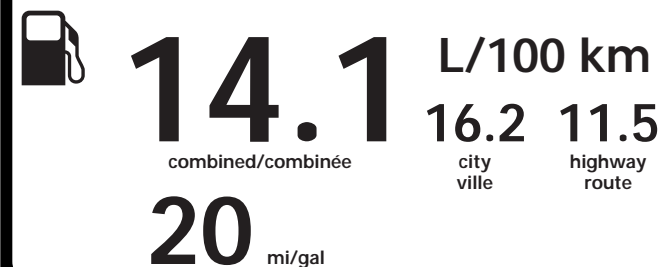 14.1 L/100 km
combined/combinée
16.2 11.5
city highway
ville route
20 mi/gal